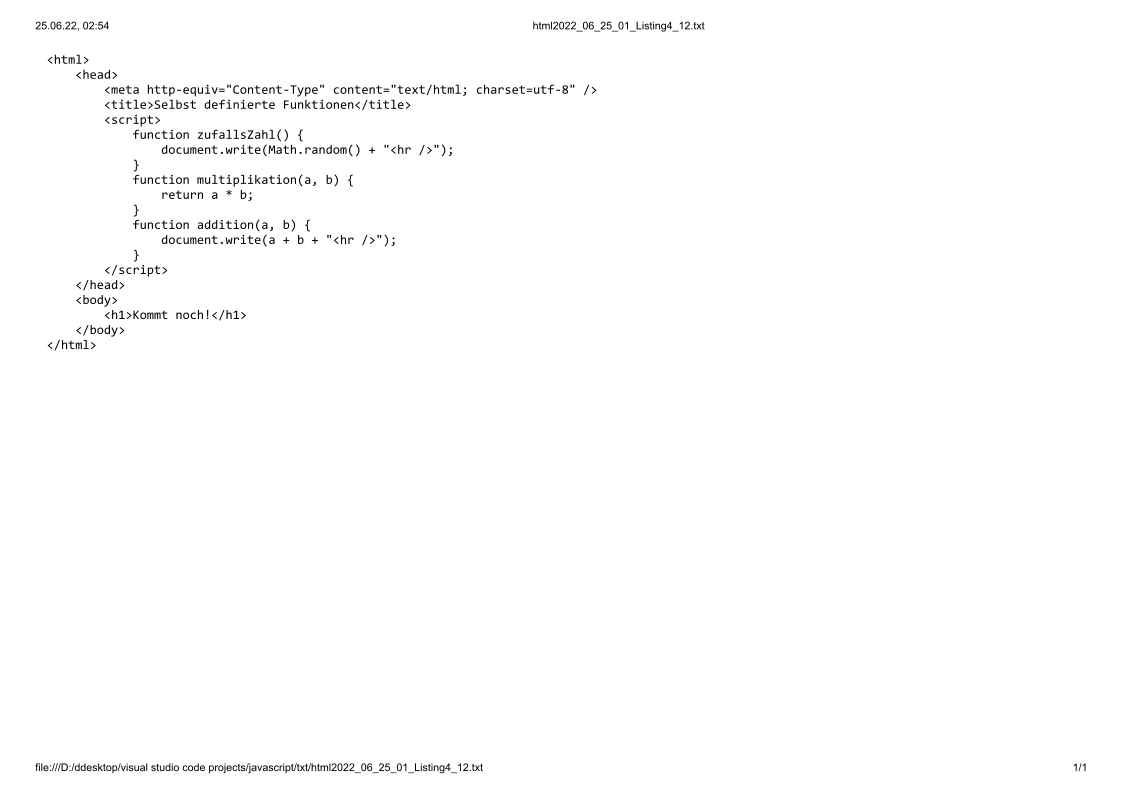 25.06.22, 02:54 html2022_06_25_01_Listing4_12.txt
<html>
    <head>
        <meta http-equiv="Content-Type" content="text/html; charset=utf-8" />
        <title>Selbst definierte Funktionen</title>
        <script>
            function zufallsZahl() {
                document.write(Math.random() + "<hr />");
            }
            function multiplikation(a, b) {
                return a * b;
            }
            function addition(a, b) {
                document.write(a + b + "<hr />");
            }
        </script>
    </head>
    <body>
        <h1>Kommt noch!</h1>
    </body>
</html>
file:///D:/ddesktop/visual studio code projects/javascript/txt/html2022_06_25_01_Listing4_12.txt 1/1